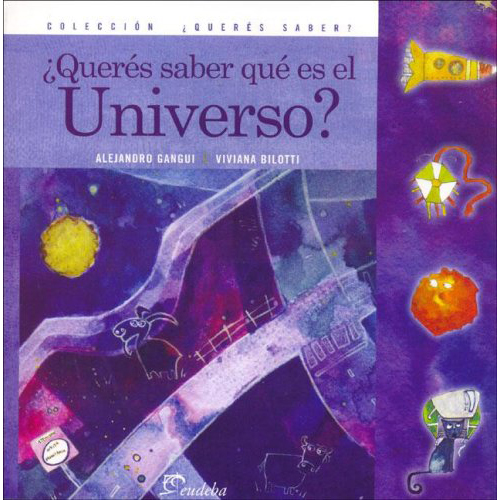 COLECCIÓN ¿QUERÉS SABER?
¿Querés saber qué es el
Universo?
ALEJANDRO GANGUI | VIVIANA BILOTTI
Eudeba